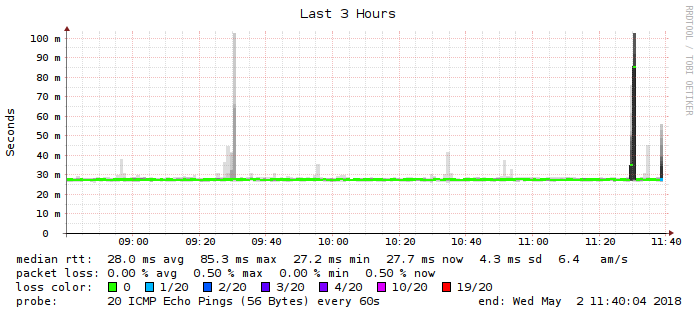 Last 3 Hours
RRDTOOL / TOBI OETIKER
Seconds
100 m
90 m
80 m
70 m
60 m
50 m
40 m
30 m
20 m
10 m
0
09:00 09:20 09:40 10:00 10:20 10:40 11:00 11:20 11:40
median rtt: 28.0 ms avg 85.3 ms max 27.2 ms min 27.7 ms now 4.3 ms sd 6.4 am/s
packet loss: 0.00 % avg 0.50 % max 0.00 % min 0.50 % now
loss color: 0 1/20 2/20 3/20 4/20 10/20 19/20
probe: 20 ICMP Echo Pings (56 Bytes) every 60s end: Wed May 2 11:40:04 2018